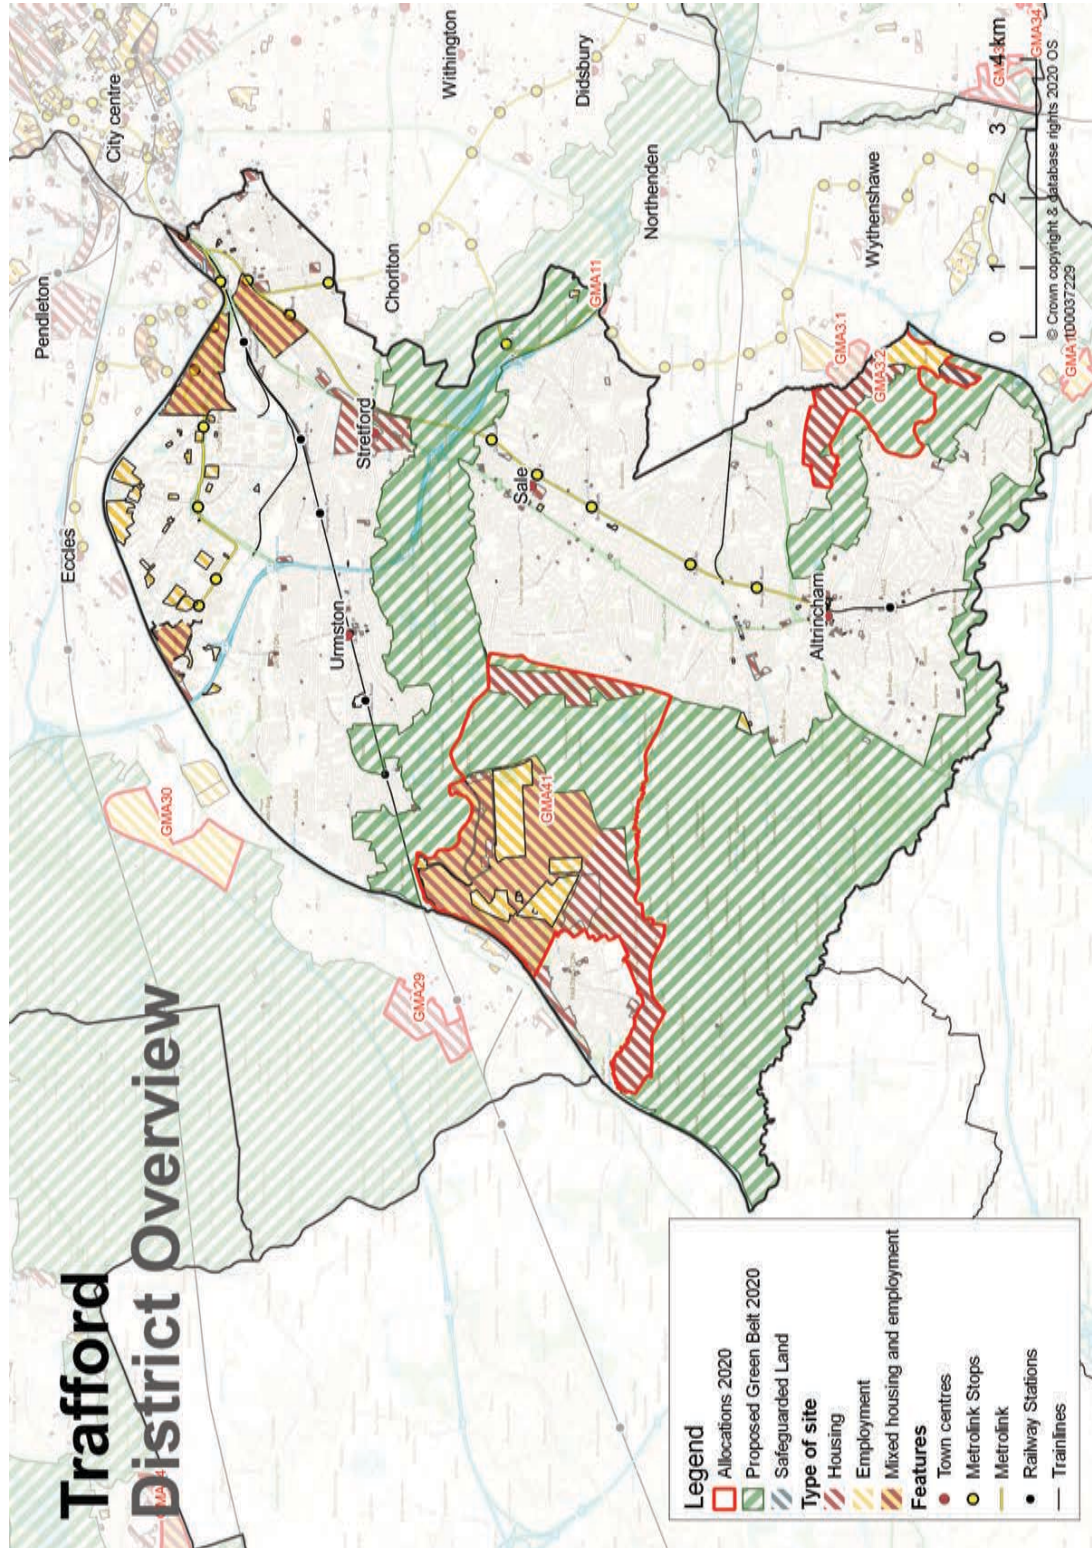 Trafford
District Overview
Pendleton
City centre
Eccles
Withington
Chorlton
Didsbury
Stretford
Urmston
Northenden
Sale
Wythenshawe
Altrincham
GMA30
GMA29
GMA41
GMA11
GMA3.1
GMA3.2
GMA34
Legend
Allocations 2020
Proposed Green Belt 2020
Safeguarded Land
Type of site
Housing
Employment
Mixed housing and employment
Features
Town centres
Metrolink Stops
Metrolink
Railway Stations
Trainlines
0 1 2 3 4 km
© Crown copyright & database rights 2020 OS
100037229